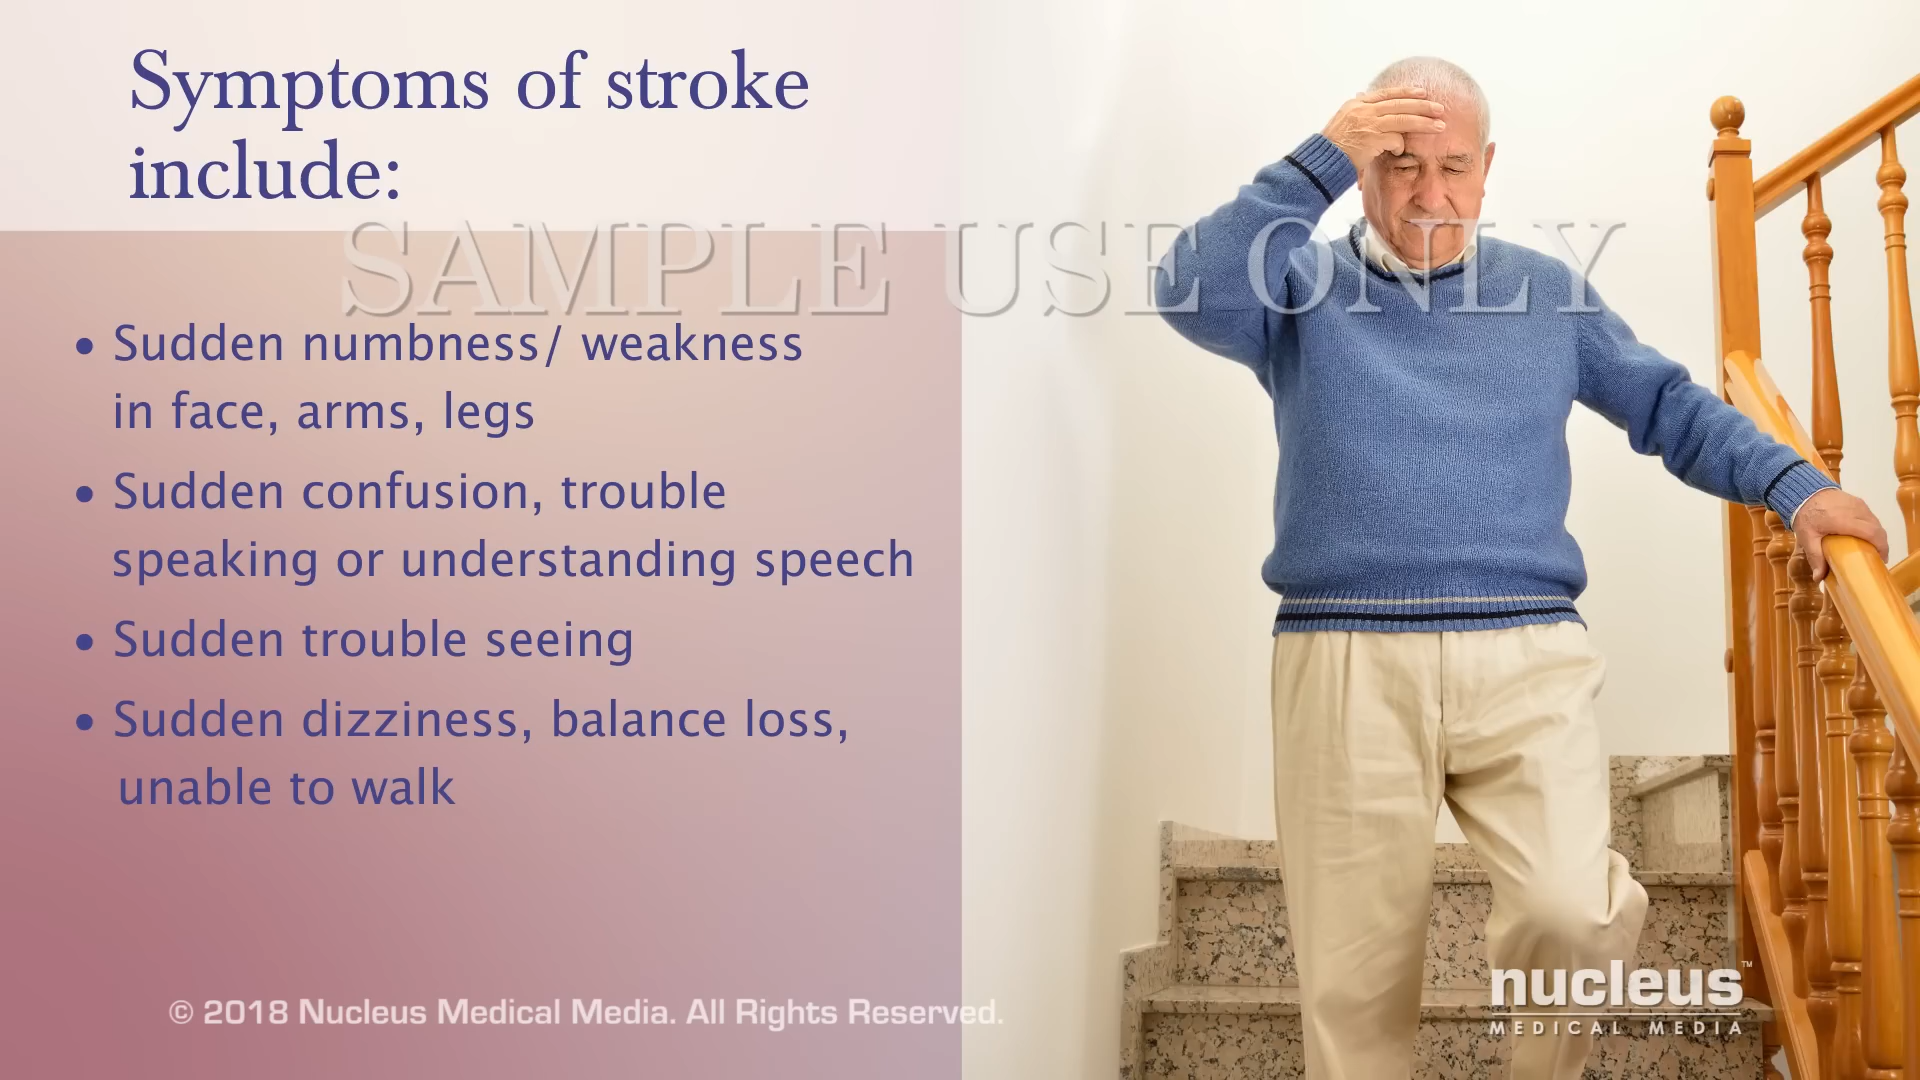 Symptoms of stroke
include:
SAMPLE USE ONLY
• Sudden numbness/ weakness
in face, arms, legs
• Sudden confusion, trouble
speaking or understanding speech
• Sudden trouble seeing
• Sudden dizziness, balance loss,
unable to walk
© 2018 Nucleus Medical Media. All Rights Reserved.
nucleus™
MEDICAL MEDIA